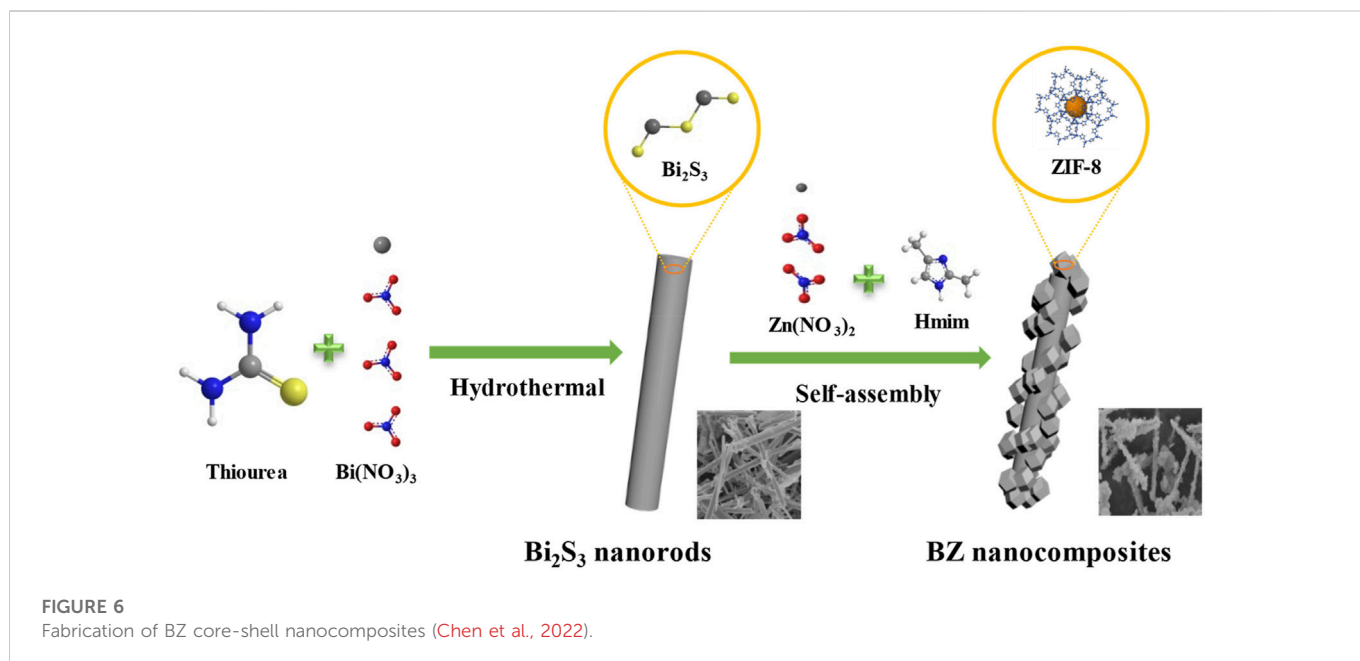 Bi₂S₃
ZIF-8
Thiourea
Bi(NO₃)₃
Hydrothermal
Zn(NO₃)₂
Hmim
Self-assembly
Bi₂S₃ nanorods
BZ nanocomposites
FIGURE 6
Fabrication of BZ core-shell nanocomposites (Chen et al., 2022).